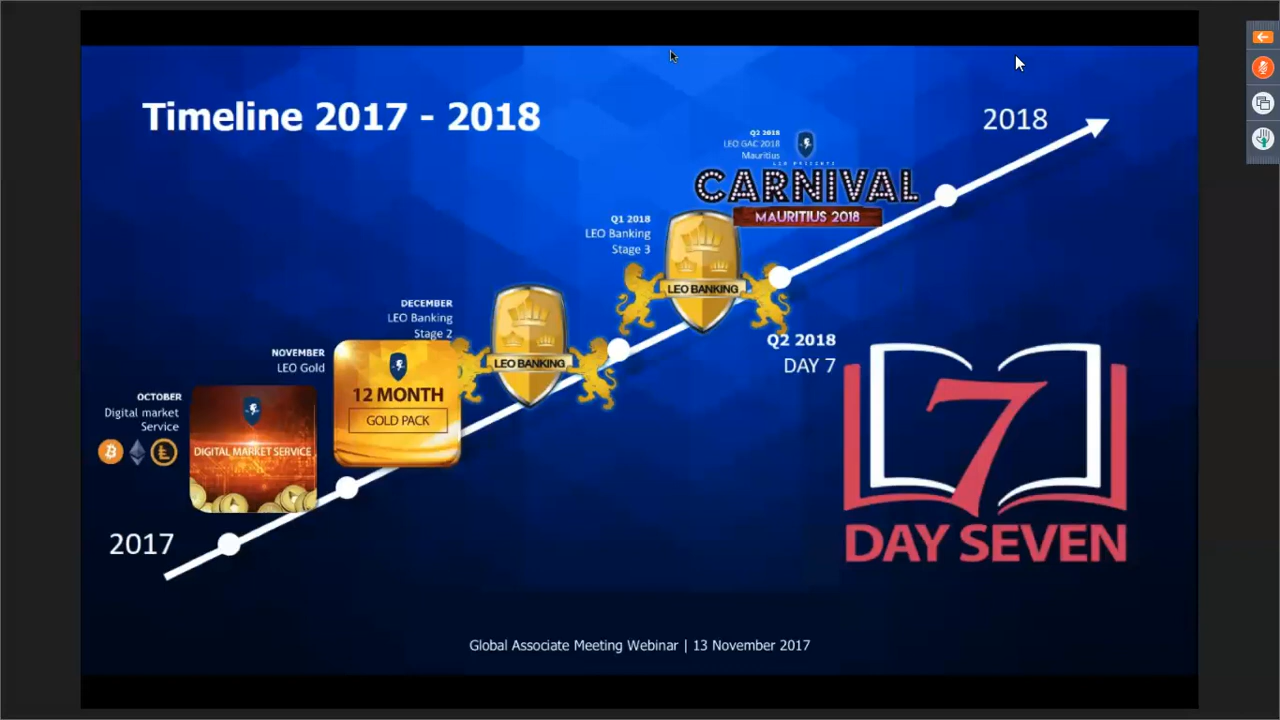 Timeline 2017 - 2018
2018
Q2 2018
LEO GAC 2018
Mauritius
CARNIVAL
MAURITIUS 2018
Q1 2018
LEO Banking
Stage 3
LEO BANKING
DECEMBER
LEO Banking
Stage 2
LEO BANKING
Q2 2018
DAY 7
NOVEMBER
LEO Gold
12 MONTH
GOLD PACK
OCTOBER
Digital market
Service
DIGITAL MARKET SERVICE
2017
7
DAY SEVEN
Global Associate Meeting Webinar | 13 November 2017